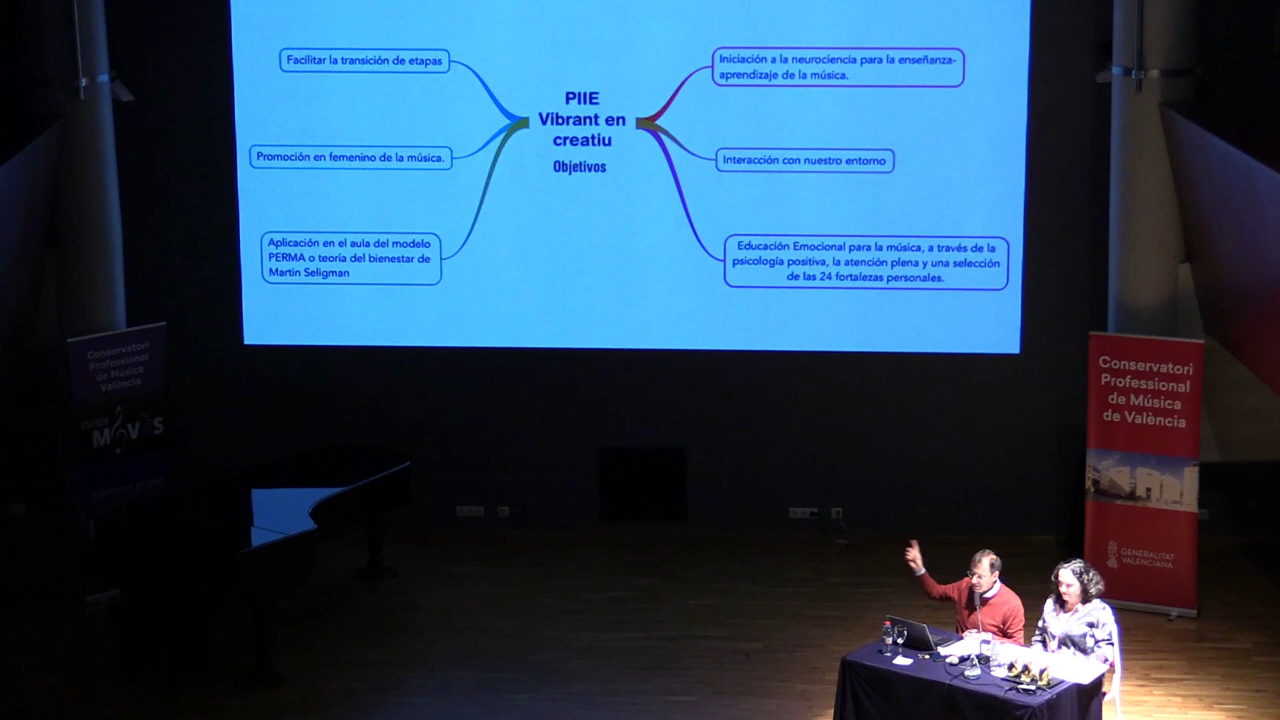 Facilitar la transición de etapas
Promoción en femenino de la música.
Aplicación en el aula del modelo
PERMA o teoría del bienestar de
Martín Seligman
PIIE
Vibrant en
creatiu
Objetivos
Iniciación a la neurociencia para la enseñanza-
aprendizaje de la música.
Interacción con nuestro entorno
Educación Emocional para la música, a través de la
psicología positiva, la atención plena y una selección
de las 24 fortalezas personales.
Conservatori
Professional
de Música
València
Conservatori
Professional
de Música
de València
GENERALITAT
VALENCIANA